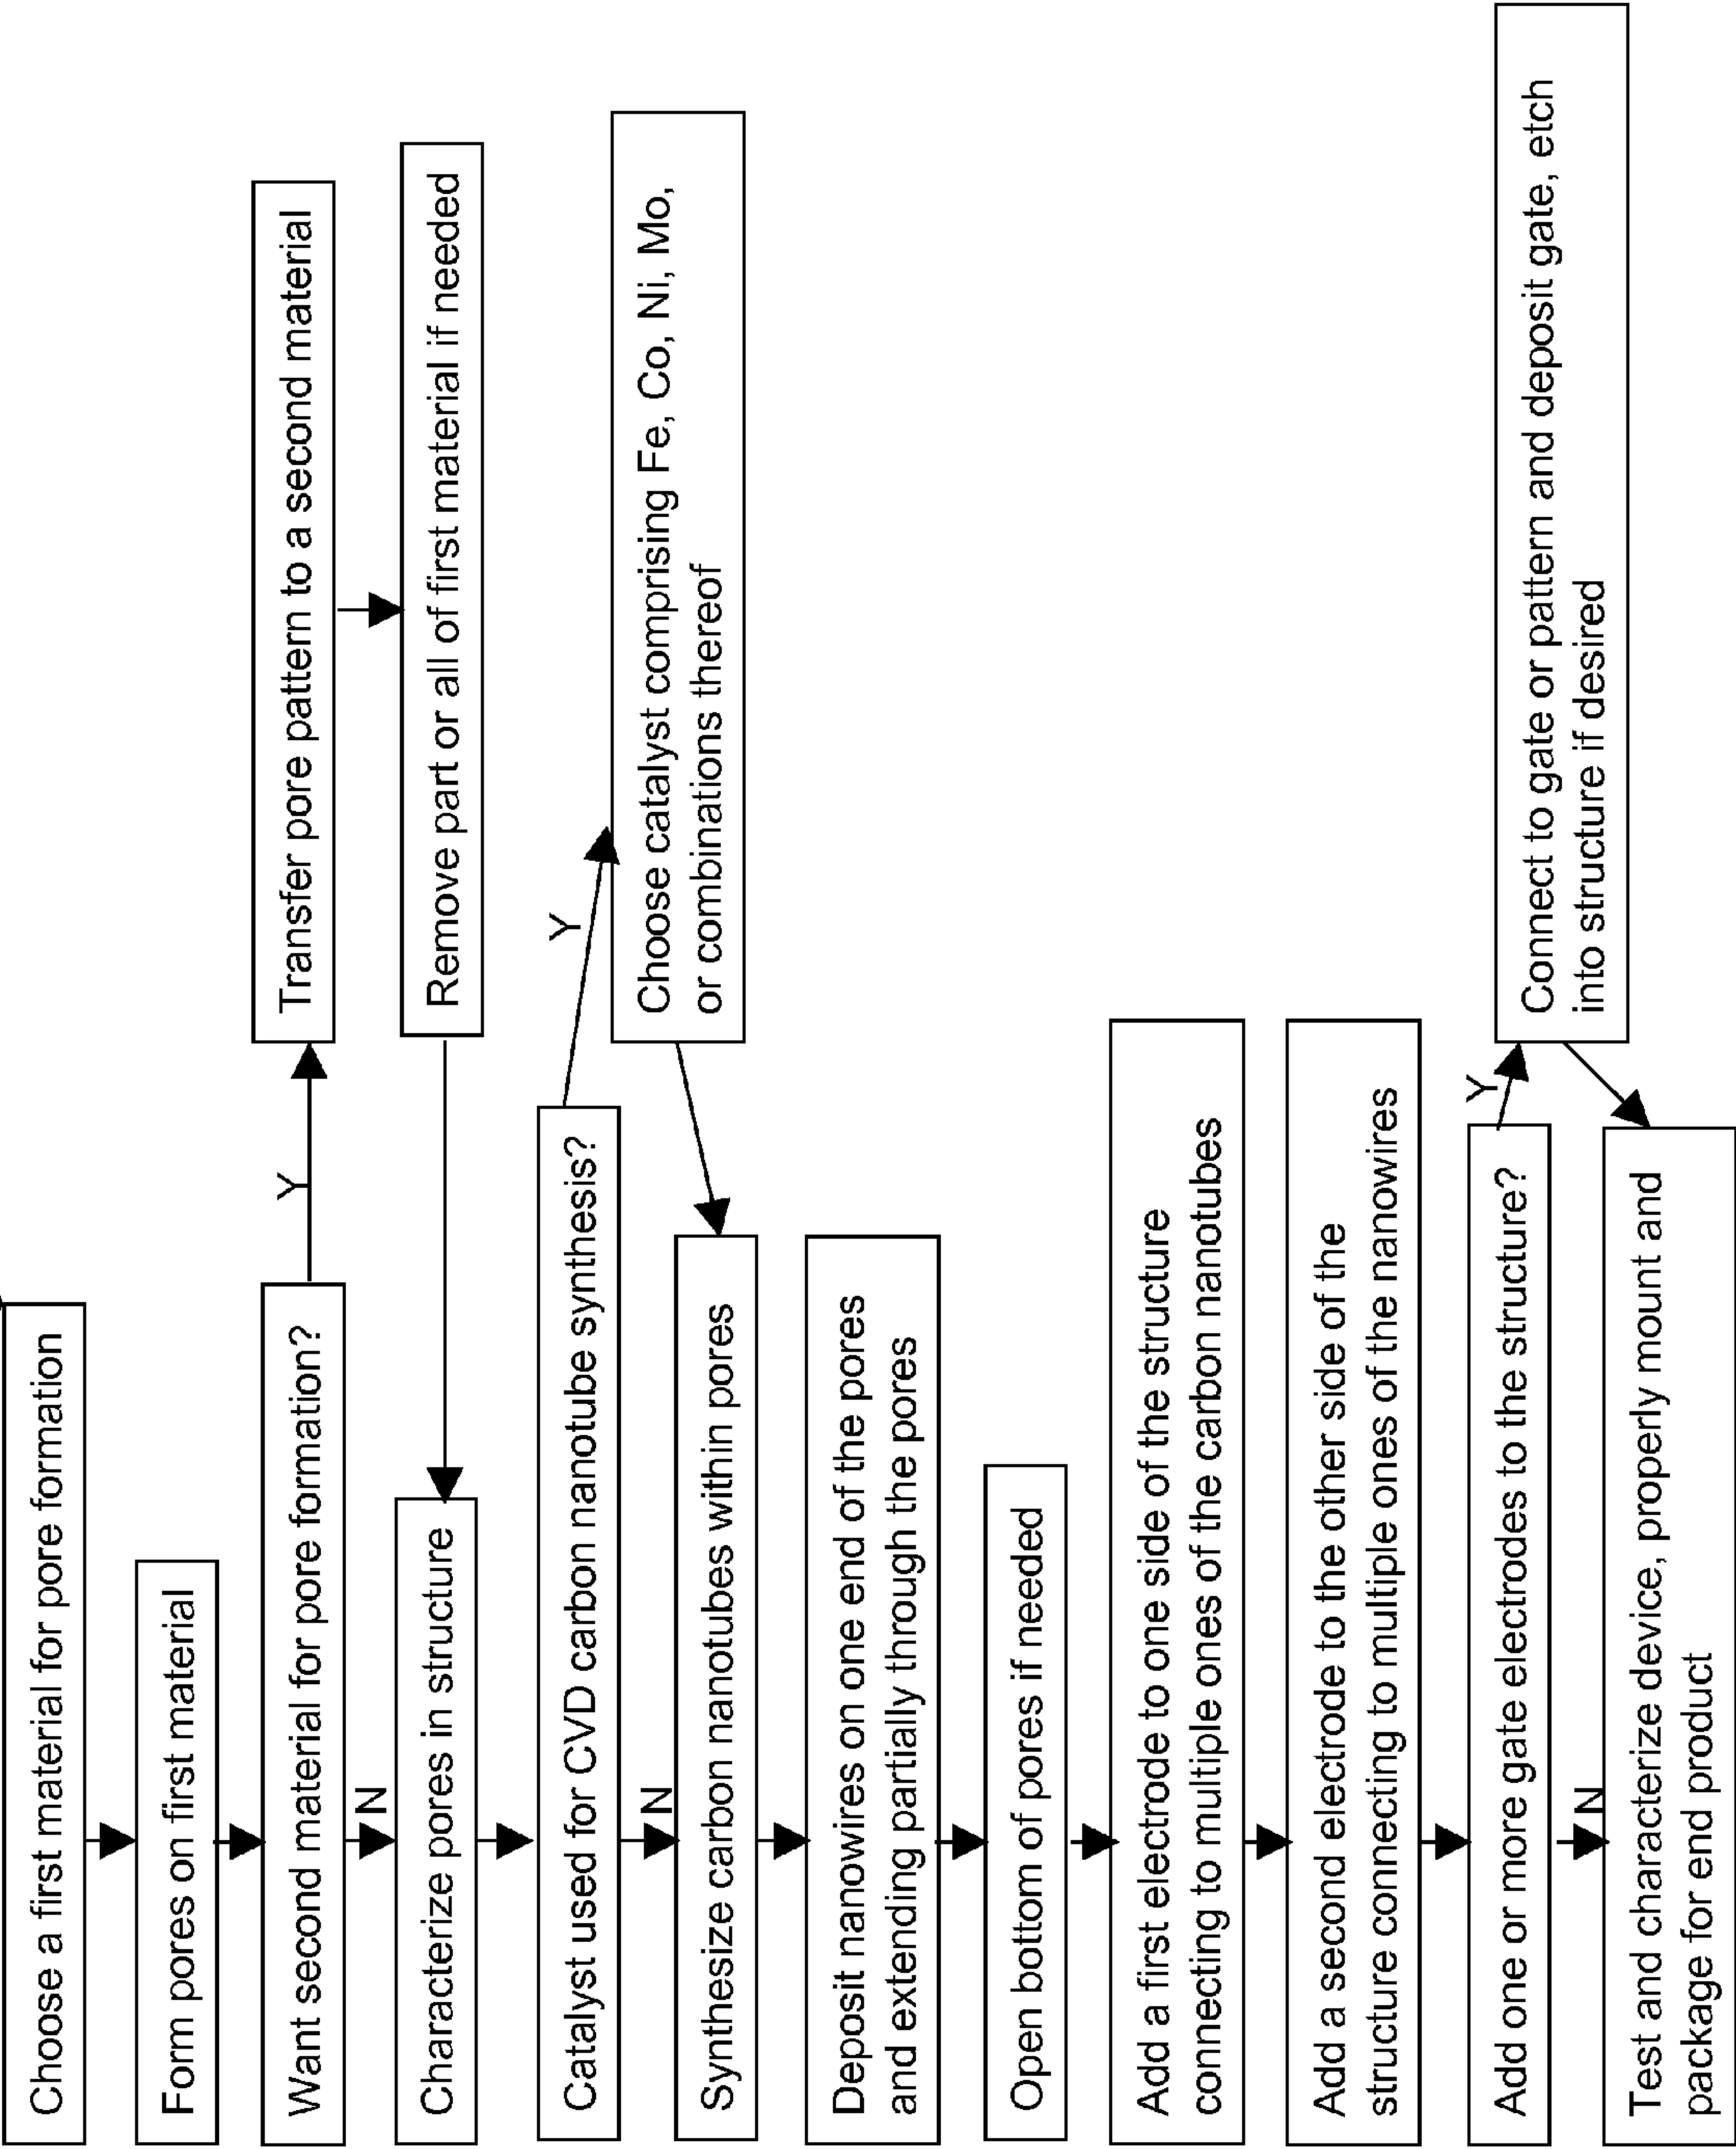 Choose a first material for pore formation
Form pores on first material
Want second material for pore formation?
Y
Transfer pore pattern to a second material
Remove part or all of first material if needed
N
Characterize pores in structure
Catalyst used for CVD carbon nanotube synthesis?
Y
Choose catalyst comprising Fe, Co, Ni, Mo,
or combinations thereof
N
Synthesize carbon nanotubes within pores
Deposit nanowires on one end of the pores
and extending partially through the pores
Open bottom of pores if needed
Add a first electrode to one side of the structure
connecting to multiple ones of the carbon nanotubes
Add a second electrode to the other side of the
structure connecting to multiple ones of the nanowires
Add one or more gate electrodes to the structure?
Y
Connect to gate or pattern and deposit gate, etch
into structure if desired
N
Test and characterize device, properly mount and
package for end product